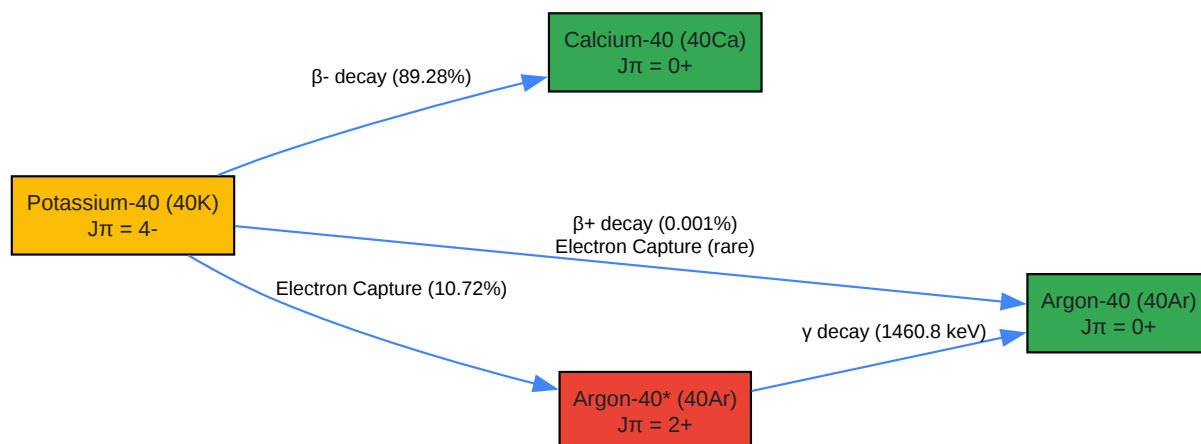 Calcium-40 (40Ca)
Jπ = 0+
β- decay (89.28%)
Potassium-40 (40K)
Jπ = 4-
β+ decay (0.001%)
Electron Capture (rare)
Electron Capture (10.72%)
Argon-40 (40Ar)
Jπ = 0+
γ decay (1460.8 keV)
Argon-40* (40Ar)
Jπ = 2+